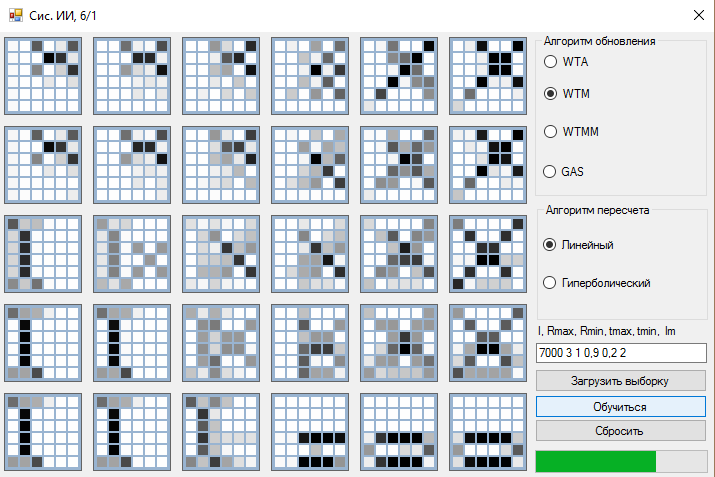 Сис. ИИ, 6/1
Алгоритм обновления
WTA
WTM
WTMM
GAS
Алгоритм пересчета
Линейный
Гиперболический
I, Rmax, Rmin, tmax, tmin, lm
7000 3 1 0,9 0,2 2
Загрузить выборку
Обучиться
Сбросить